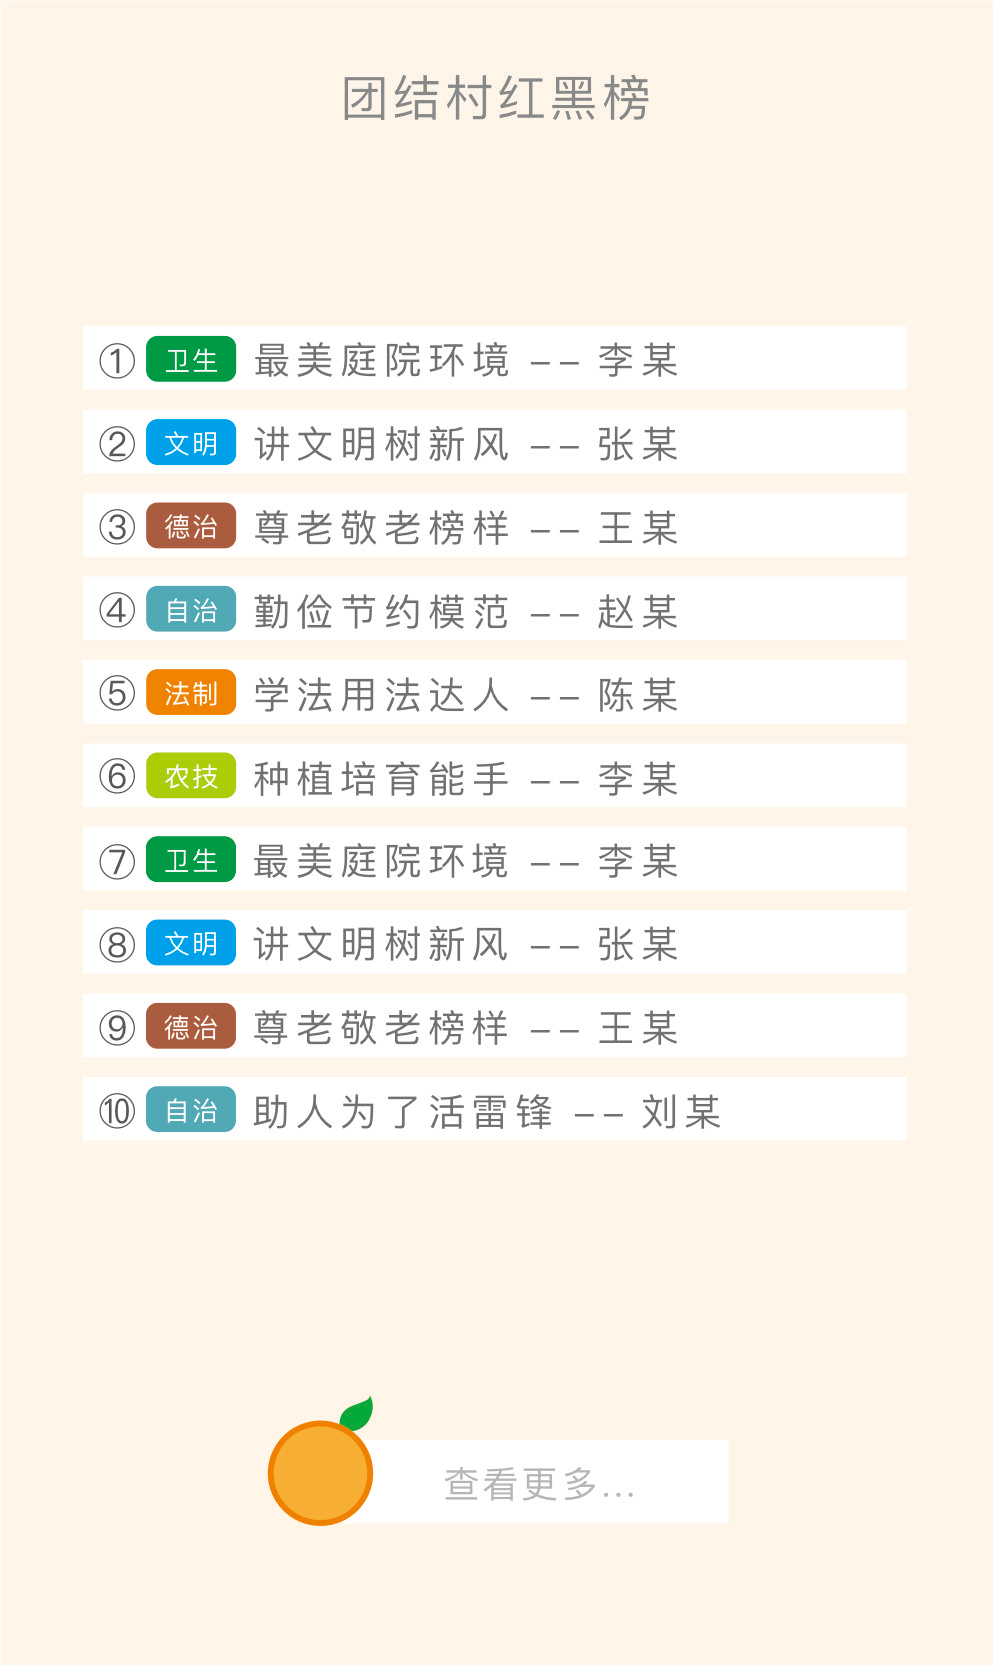 团结村红黑榜
① 卫生 最美庭院环境 -- 李某
② 文明 讲文明树新风 -- 张某
③ 德治 尊老敬老榜样 -- 王某
④ 自治 勤俭节约模范 -- 赵某
⑤ 法制 学法用法达人 -- 陈某
⑥ 农技 种植培育能手 -- 李某
⑦ 卫生 最美庭院环境 -- 李某
⑧ 文明 讲文明树新风 -- 张某
⑨ 德治 尊老敬老榜样 -- 王某
⑩ 自治 助人为了活雷锋 -- 刘某
查看更多...